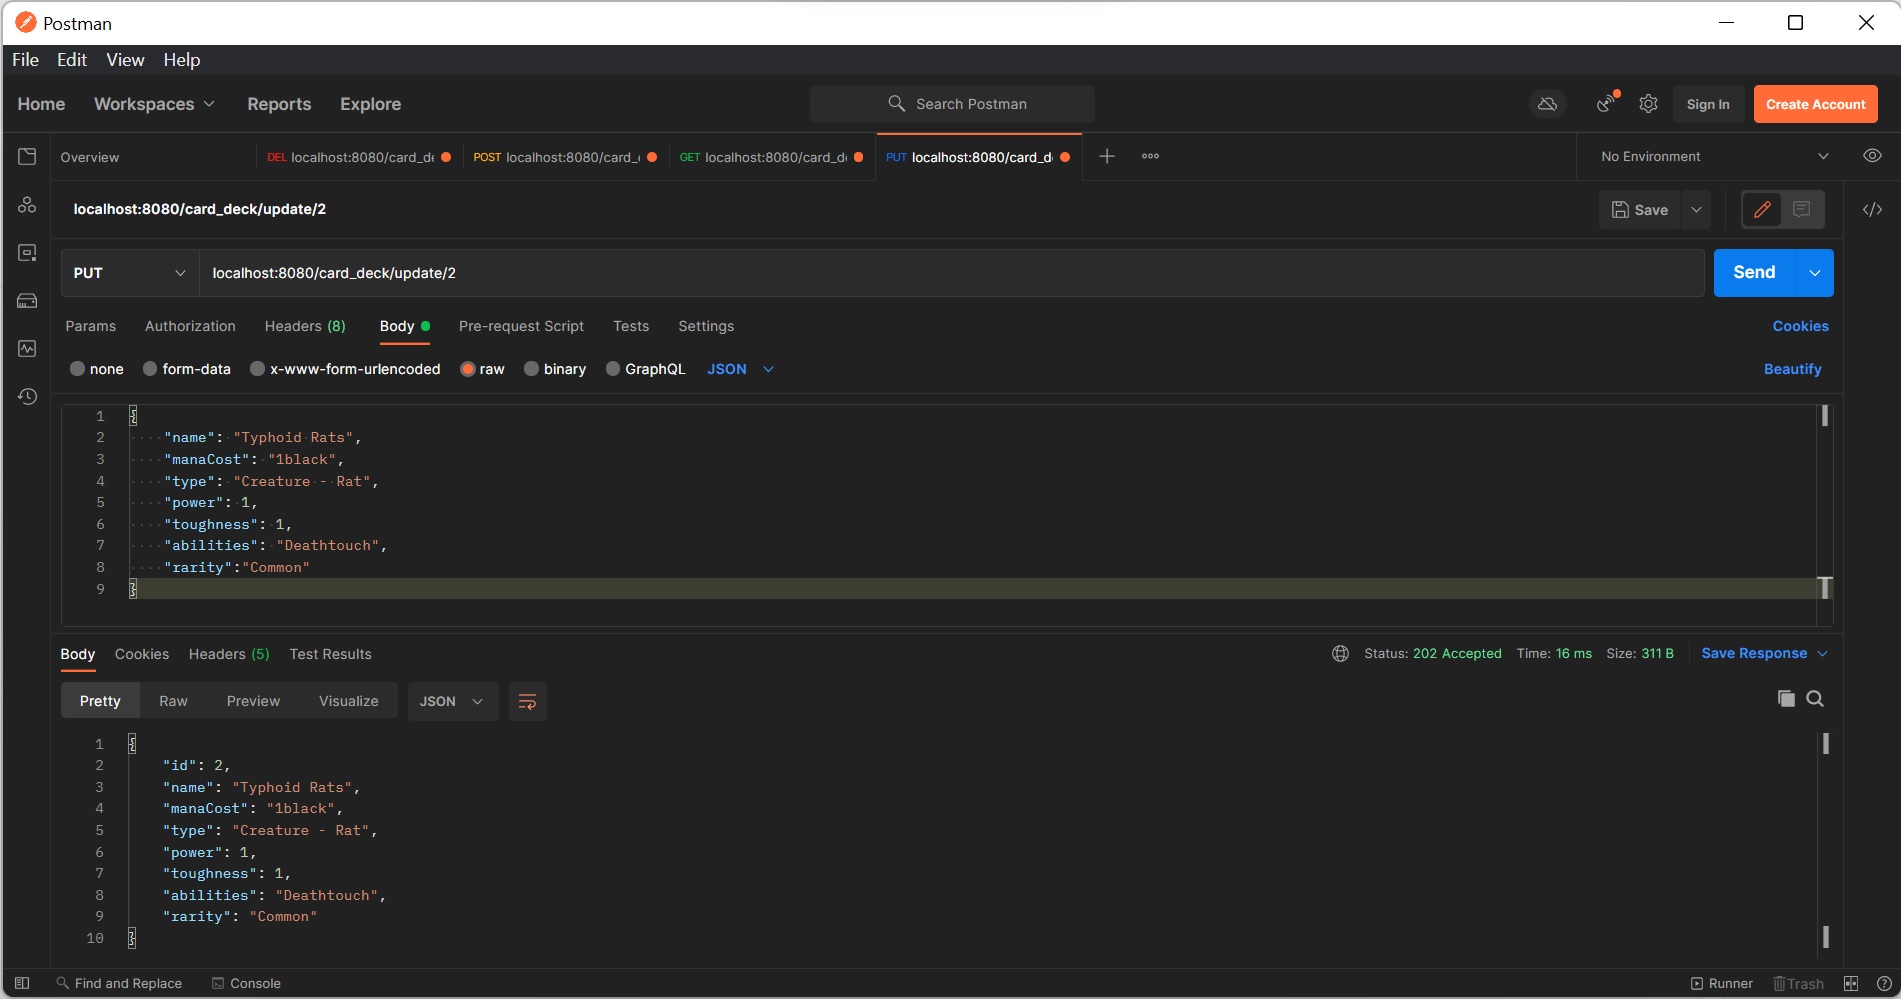 Postman
File Edit View Help
Home Workspaces Reports Explore Search Postman Sign In Create Account
Overview DEL localhost:8080/card_de POST localhost:8080/card_( GET localhost:8080/card_de PUT localhost:8080/card_d( No Environment
localhost:8080/card_deck/update/2 Save
PUT localhost:8080/card_deck/update/2 Send
Params Authorization Headers (8) Body Pre-request Script Tests Settings Cookies
none form-data x-www-form-urlencoded raw binary GraphQL JSON Beautify
1 {
2 "name": "Typhoid Rats",
3 "manaCost": "1black",
4 "type": "Creature - Rat",
5 "power": 1,
6 "toughness": 1,
7 "abilities": "Deathtouch",
8 "rarity":"Common"
9 }
Body Cookies Headers (5) Test Results Status: 202 Accepted Time: 16 ms Size: 311 B Save Response
Pretty Raw Preview Visualize JSON
1 {
2 "id": 2,
3 "name": "Typhoid Rats",
4 "manaCost": "1black",
5 "type": "Creature - Rat",
6 "power": 1,
7 "toughness": 1,
8 "abilities": "Deathtouch",
9 "rarity": "Common"
10 }
Find and Replace Console Runner Trash